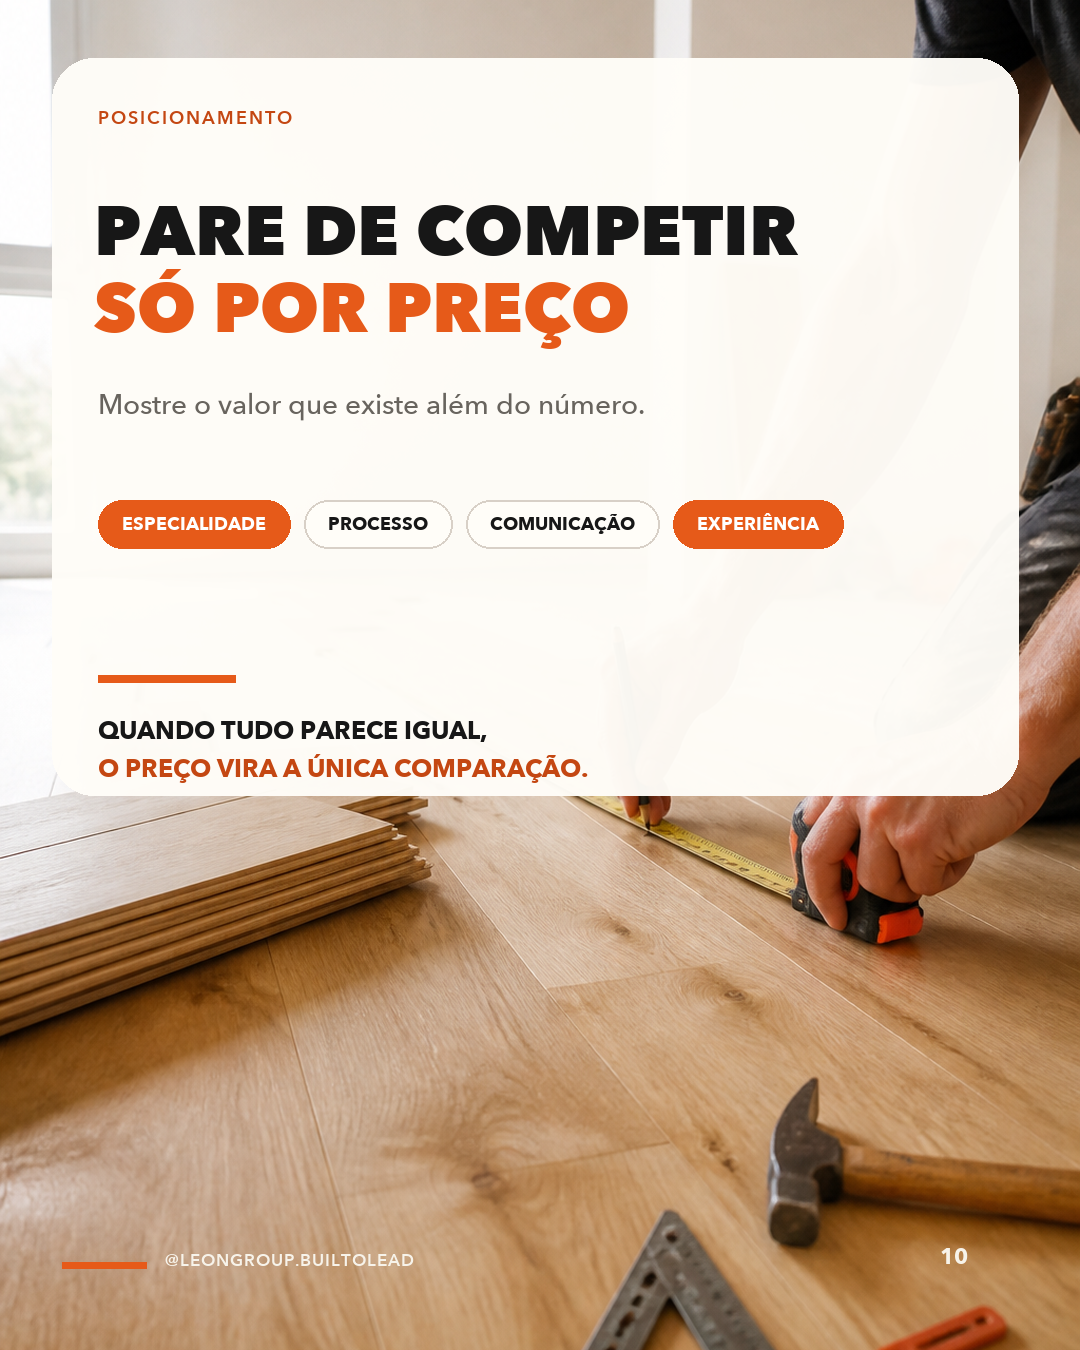 POSICIONAMENTO
PARE DE COMPETIR
SÓ POR PREÇO
Mostre o valor que existe além do número.
ESPECIALIDADE PROCESSO COMUNICAÇÃO EXPERIÊNCIA
QUANDO TUDO PARECE IGUAL,
O PREÇO VIRA A ÚNICA COMPARAÇÃO.
@LEONGROUP.BUILTOLEAD 10